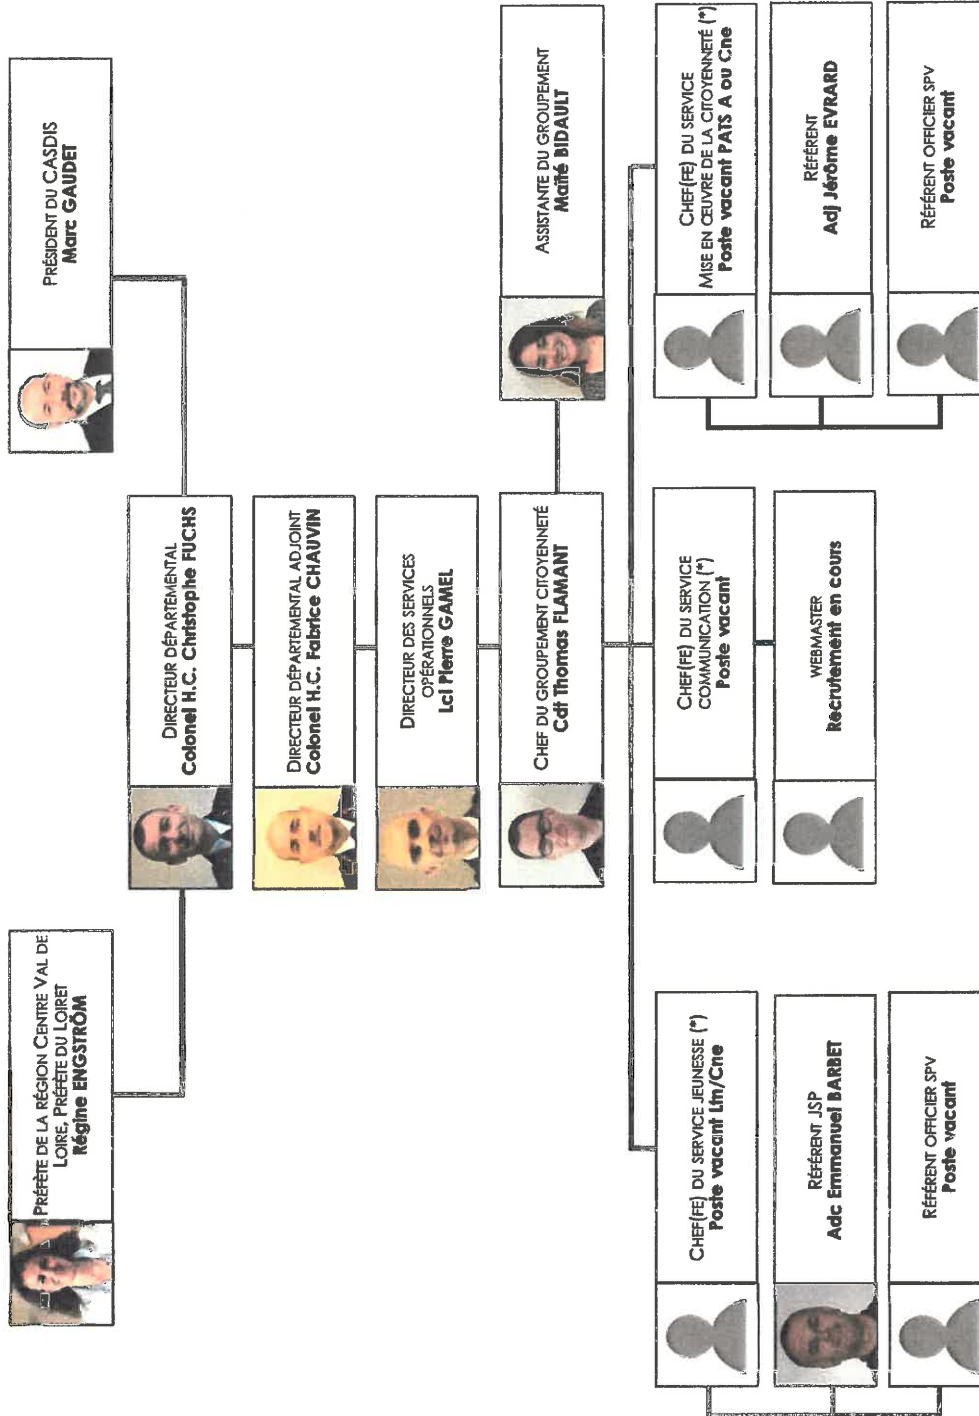 PRÉFÈTE DE LA RÉGION CENTRE VAL DE
LOIRE, PRÉFÈTE DU LOIRET
Régine ENGSTRÖM
PRÉSIDENT DU CASDIS
Marc GAUDET
DIRECTEUR DÉPARTEMENTAL
Colonel H.C. Christophe FUCHS
DIRECTEUR DÉPARTEMENTAL ADJOINT
Colonel H.C. Fabrice CHAUVIN
DIRECTEUR DES SERVICES
OPÉRATIONNELS
Lcl Pierre GAMEL
CHEF DU GROUPEMENT CITOYENNETÉ
Cdt Thomas FLAMANT
ASSISTANTE DU GROUPEMENT
Maïté BIDAULT
CHEF(FE) DU SERVICE JEUNESSE (*)
Poste vacant Ltn/Cne
RÉFÉRENT JSP
Adc Emmanuel BARBET
RÉFÉRENT OFFICIER SPV
Poste vacant
CHEF(FE) DU SERVICE
COMMUNICATION (*)
Poste vacant
WEBMASTER
Recrutement en cours
CHEF(FE) DU SERVICE
MISE EN ŒUVRE DE LA CITOYENNETÉ (*)
Poste vacant PATS A ou Cne
RÉFÉRENT
Adj Jérôme EVRARD
RÉFÉRENT OFFICIER SPV
Poste vacant